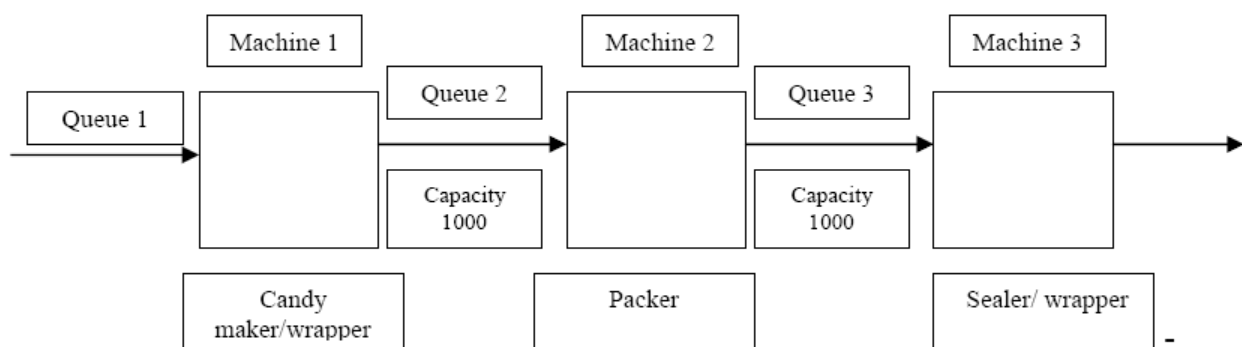 Machine 1
Machine 2
Machine 3
Queue 1
Queue 2
Queue 3
Capacity
1000
Capacity
1000
Candy
maker/wrapper
Packer
Sealer/ wrapper
-